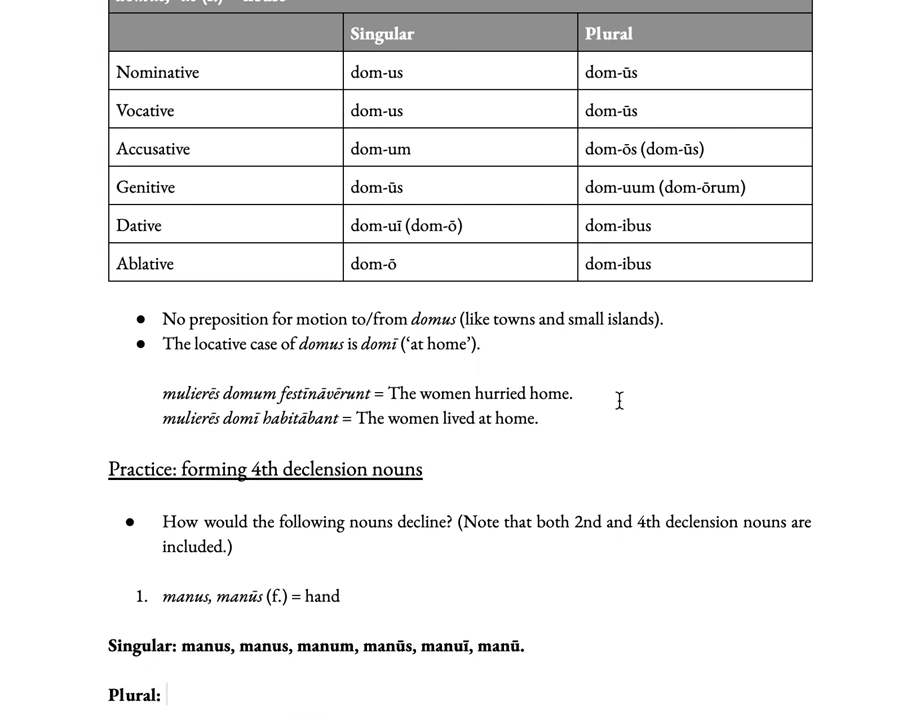 Singular Plural
Nominative dom-us dom-ūs
Vocative dom-us dom-ūs
Accusative dom-um dom-ōs (dom-ūs)
Genitive dom-ūs dom-uum (dom-ōrum)
Dative dom-uī (dom-ō) dom-ibus
Ablative dom-ō dom-ibus
● No preposition for motion to/from domus (like towns and small islands).
● The locative case of domus is domī (‘at home’).
mulierēs domum festīnāvērunt = The women hurried home.
mulierēs domī habitābant = The women lived at home.
Practice: forming 4th declension nouns
● How would the following nouns decline? (Note that both 2nd and 4th declension nouns are
included.)
1. manus, manūs (f.) = hand
Singular: manus, manus, manum, manūs, manuī, manū.
Plural: